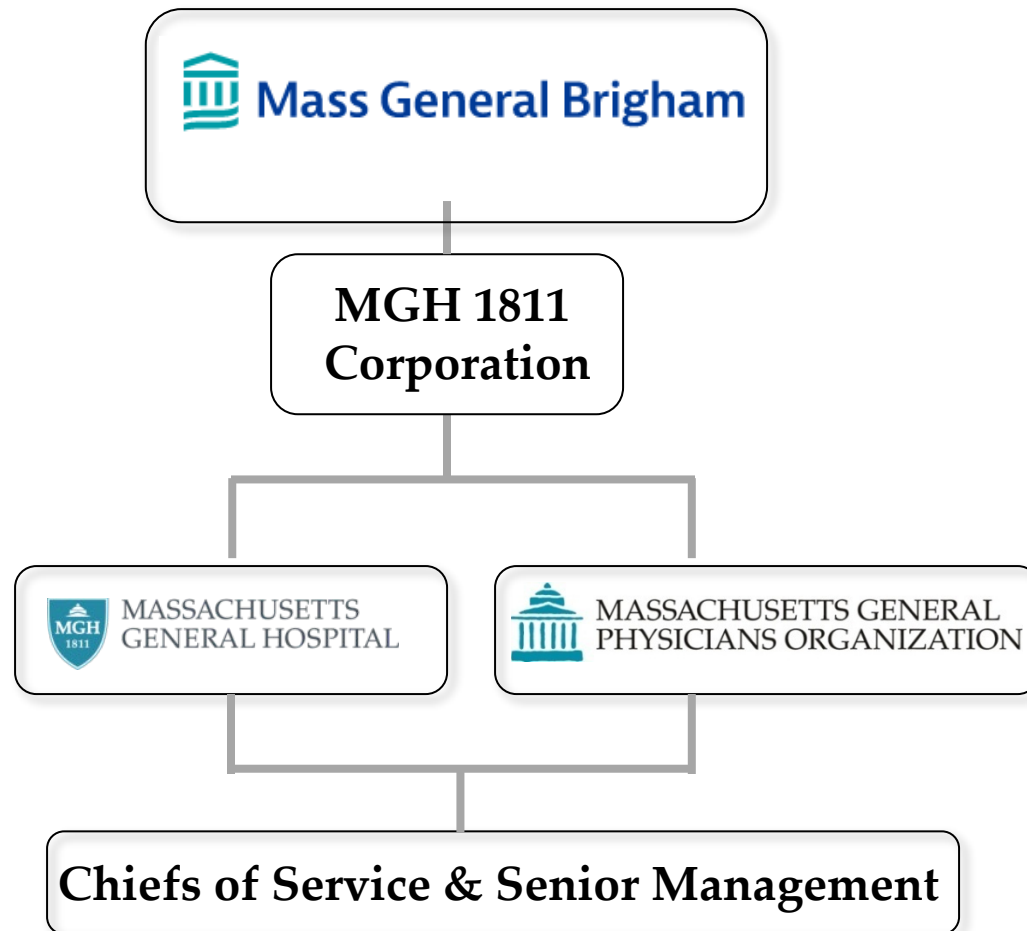 Mass General Brigham
MGH 1811
Corporation
MGH
1811
MASSACHUSETTS
GENERAL HOSPITAL
MASSACHUSETTS GENERAL
PHYSICIANS ORGANIZATION
Chiefs of Service & Senior Management